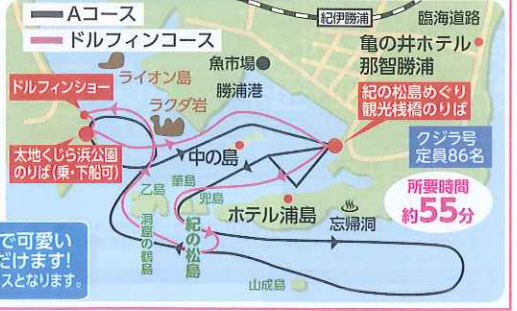 Aコース
ドルフィンコース
紀伊勝浦
臨海道路
亀の井ホテル
那智勝浦
魚市場
勝浦港
ライオン島
ラクダ岩
ドルフィンショー
太地くじら浜公園
のりば(乗・下船可)
紀の松島めぐり
観光桟橋のりば
クジラ号
定員86名
所要時間
約55分
中の島
乙島
筆島
兜島
洞窟の鶴島
紀の松島
ホテル浦島
忘帰洞
山成島
で可愛い
だけます!
スとなります。